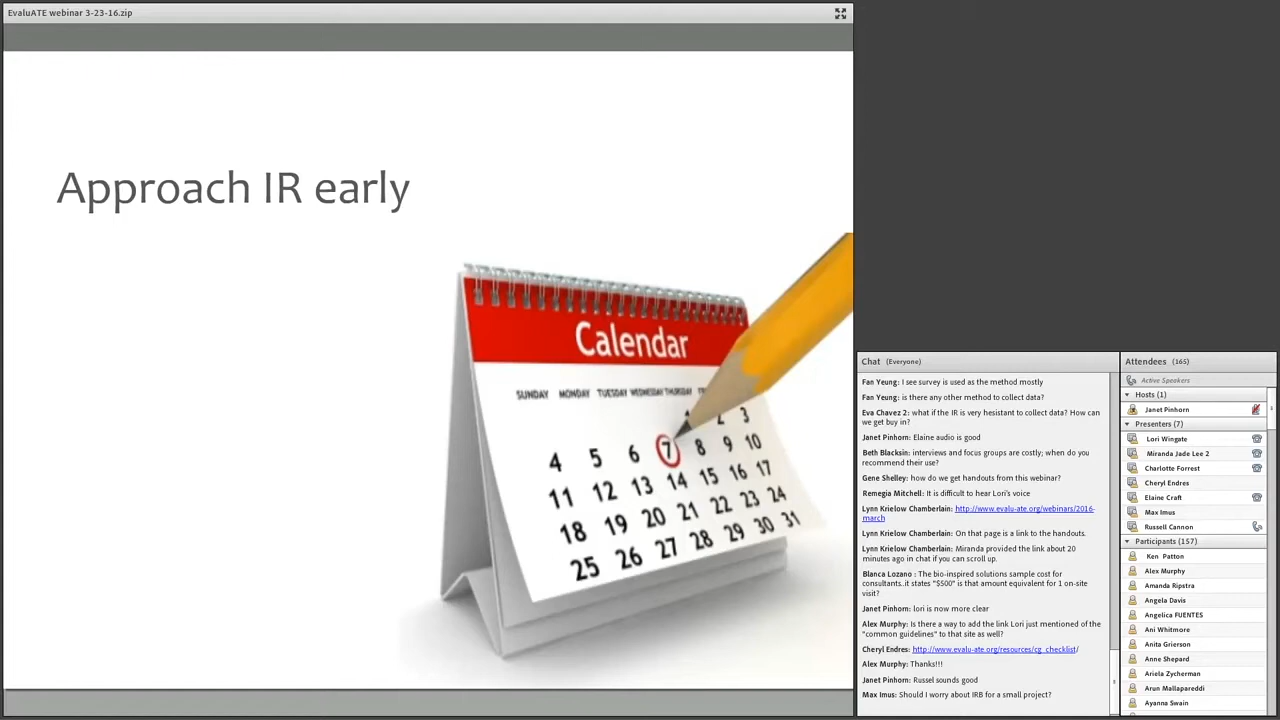 EvaluATE webinar 3-23-16.zip
Approach IR early
Calendar
SUNDAY MONDAY TUESDAY WEDNESDAY THURSDAY
1 2 3
4 5 6 7 8 9 10
11 12 13 14 15 16 17
18 19 20 21 22 23 24
25 26 27 28 29 30 31
Chat (Everyone)
Fan Yeung: I see survey is used as the method mostly
Fan Yeung: is there any other method to collect data?
Eva Chavez 2: what if the IR is very hesistant to collect data? How can
we get buy in?
Janet Pinhorn: Elaine audio is good
Beth Blacksin: interviews and focus groups are costly; when do you
recommend their use?
Gene Shelley: how do we get handouts from this webinar?
Remegia Mitchell: It is difficult to hear Lori's voice
Lynn Krielow Chamberlain: http://www.evalu-ate.org/webinars/2016-
march
Lynn Krielow Chamberlain: On that page is a link to the handouts.
Lynn Krielow Chamberlain: Miranda provided the link about 20
minutes ago in chat if you can scroll up.
Blanca Lozano : The bio-inspired solutions sample cost for
consultants..it states "$500" is that amount equivalent for 1 on-site
visit?
Janet Pinhorn: lori is now more clear
Alex Murphy: Is there a way to add the link Lori just mentioned of the
"common guidelines" to that site as well?
Cheryl Endres: http://www.evalu-ate.org/resources/cg_checklist/
Alex Murphy: Thanks!!!
Janet Pinhorn: Russel sounds good
Max Imus: Should I worry about IRB for a small project?
Attendees (165)
Active Speakers
Hosts (1)
Janet Pinhorn
Presenters (7)
Lori Wingate
Miranda Jade Lee 2
Charlotte Forrest
Cheryl Endres
Elaine Craft
Max Imus
Russell Cannon
Participants (157)
Ken Patton
Alex Murphy
Amanda Ripstra
Angela Davis
Angelica FUENTES
Ani Whitmore
Anita Grierson
Anne Shepard
Ariela Zycherman
Arun Mallapareddi
Ayanna Swain